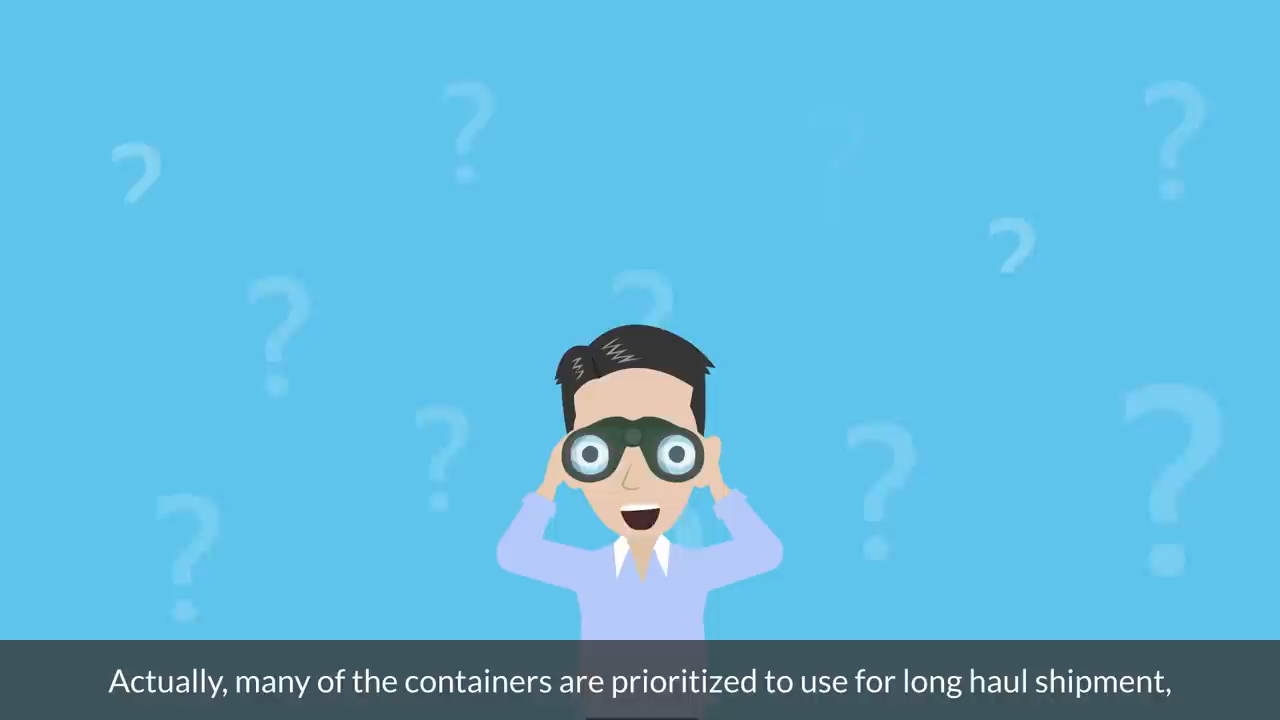 Actually, many of the containers are prioritized to use for long haul shipment,